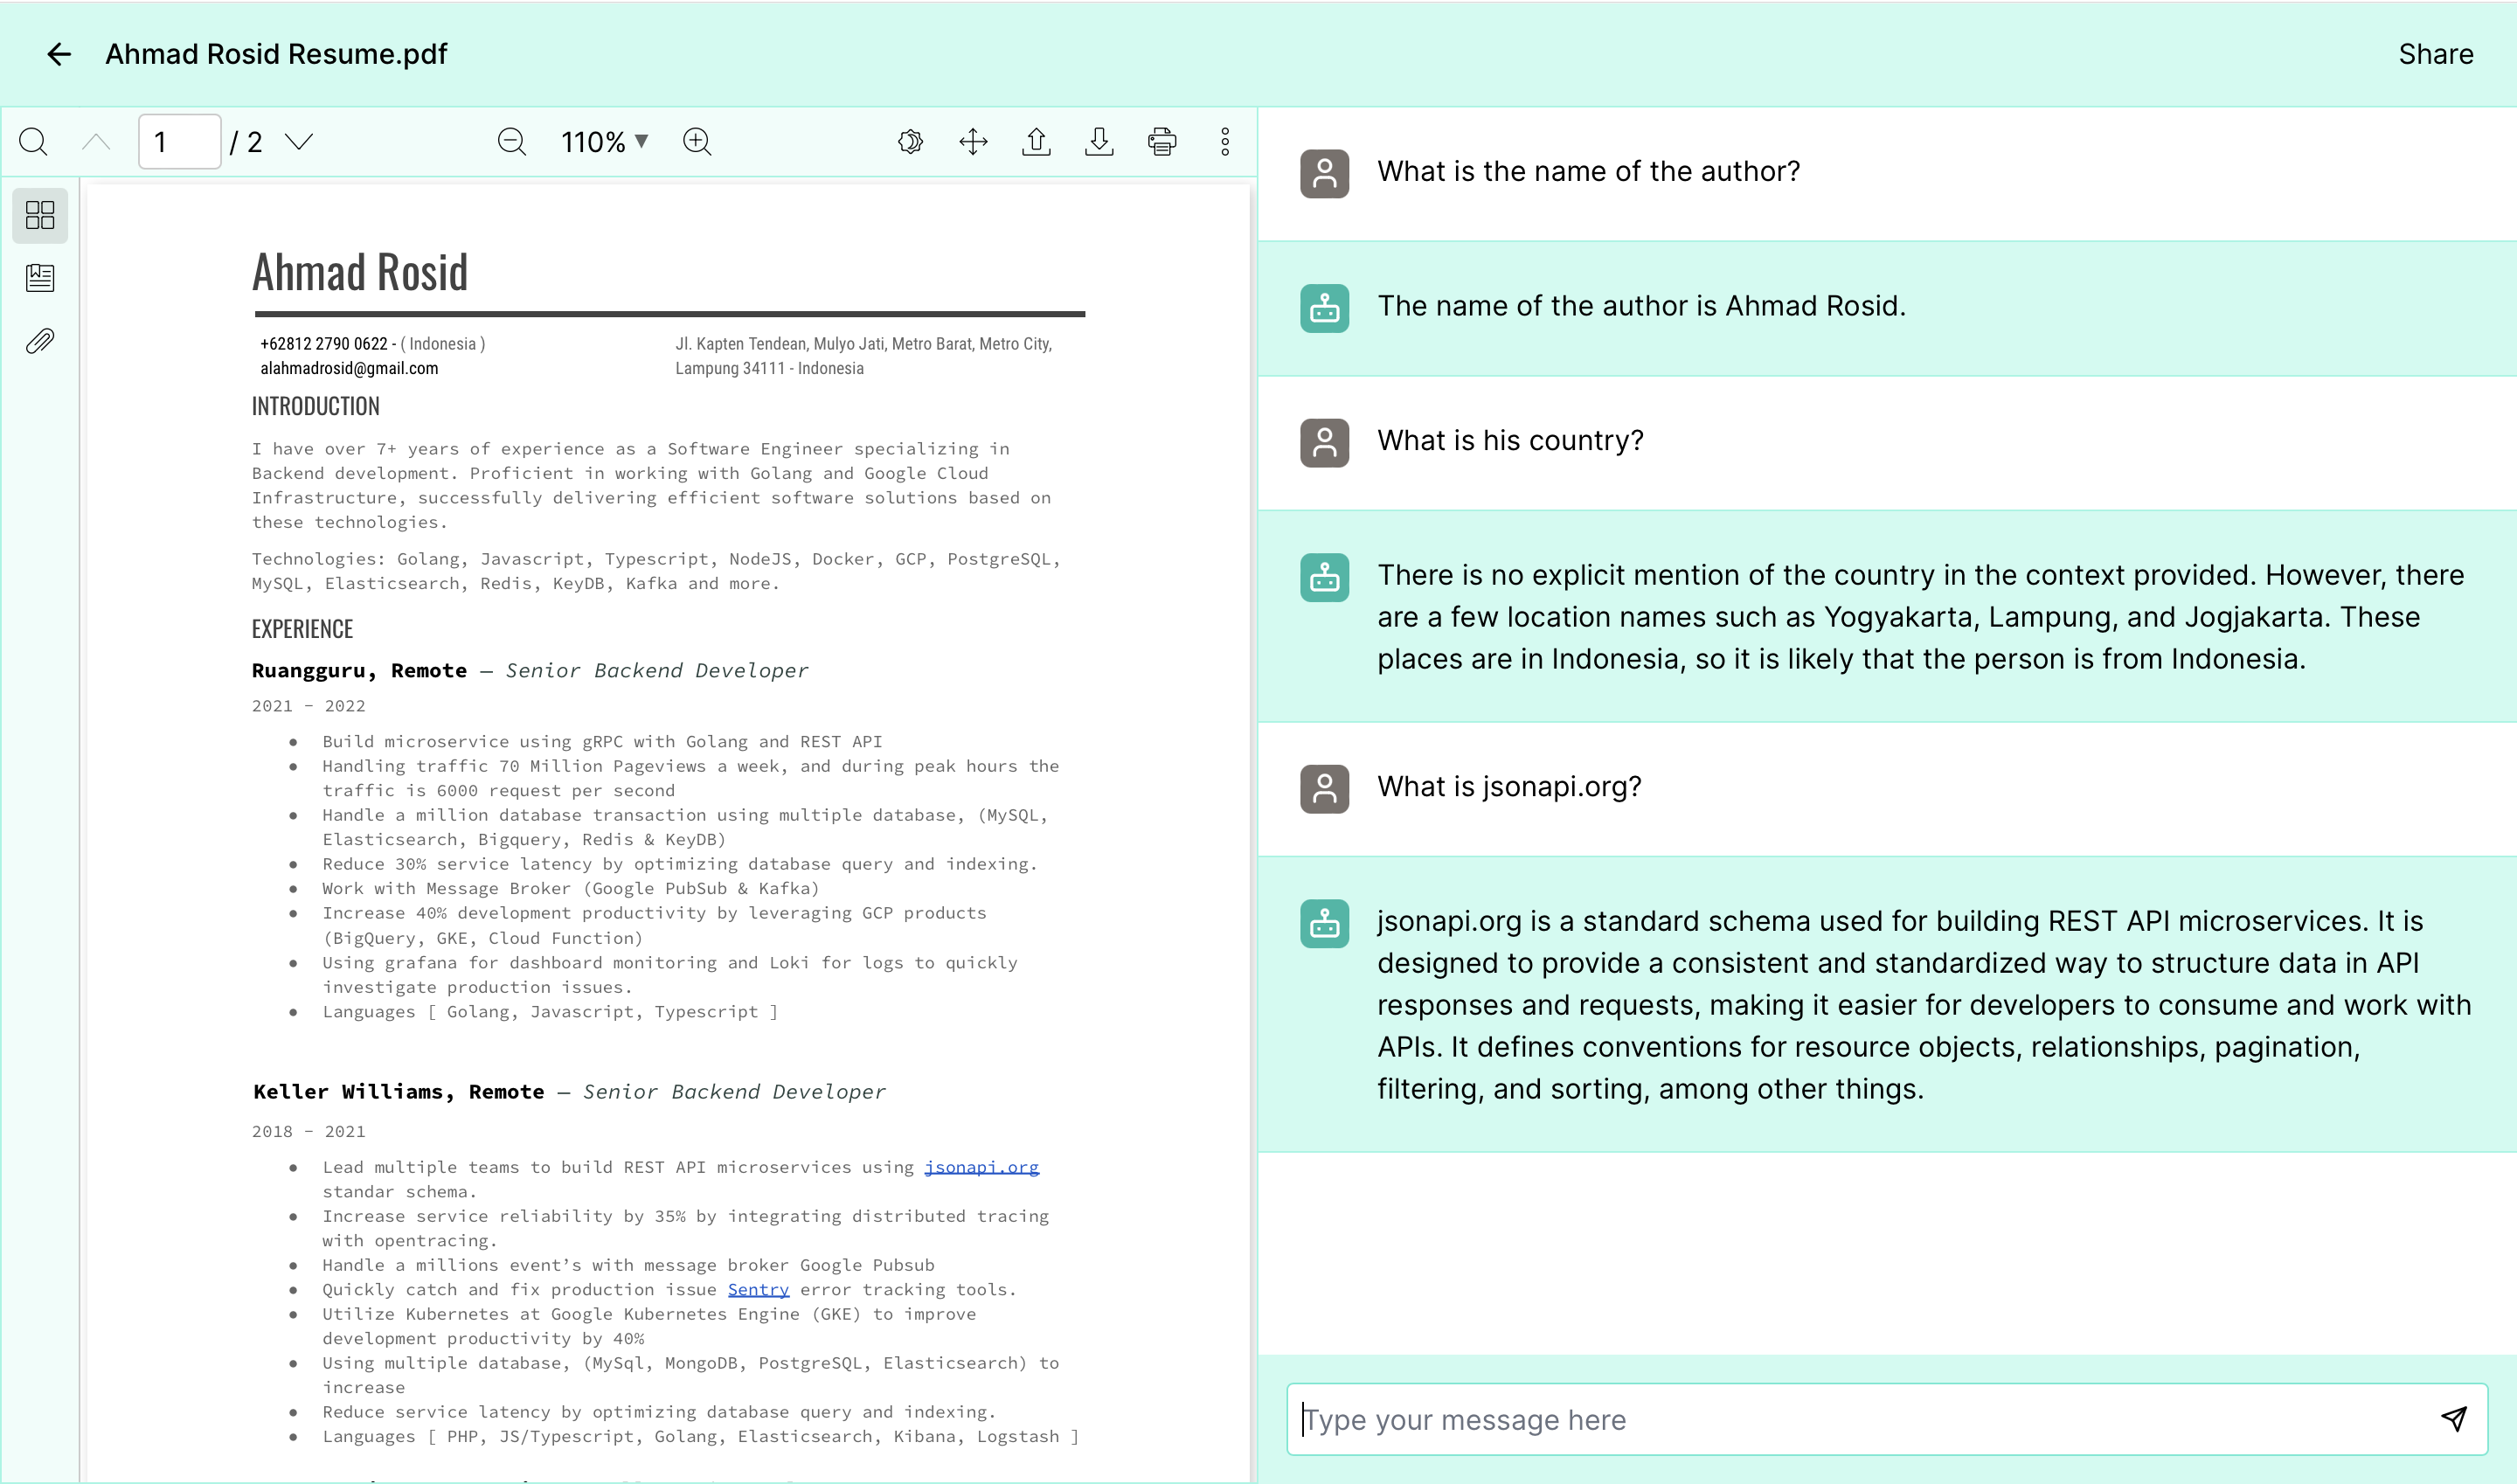 Ahmad Rosid Resume.pdf
Share
1 / 2
110%
Ahmad Rosid
+62812 2790 0622 - ( Indonesia )
alahmadrosid@gmail.com
Jl. Kapten Tendean, Mulyo Jati, Metro Barat, Metro City,
Lampung 34111 - Indonesia
INTRODUCTION
I have over 7+ years of experience as a Software Engineer specializing in
Backend development. Proficient in working with Golang and Google Cloud
Infrastructure, successfully delivering efficient software solutions based on
these technologies.
Technologies: Golang, Javascript, Typescript, NodeJS, Docker, GCP, PostgreSQL,
MySQL, Elasticsearch, Redis, KeyDB, Kafka and more.
EXPERIENCE
Ruangguru, Remote — Senior Backend Developer
2021 - 2022
● Build microservice using gRPC with Golang and REST API
● Handling traffic 70 Million Pageviews a week, and during peak hours the
traffic is 6000 request per second
● Handle a million database transaction using multiple database, (MySQL,
Elasticsearch, Bigquery, Redis & KeyDB)
● Reduce 30% service latency by optimizing database query and indexing.
● Work with Message Broker (Google PubSub & Kafka)
● Increase 40% development productivity by leveraging GCP products
(BigQuery, GKE, Cloud Function)
● Using grafana for dashboard monitoring and Loki for logs to quickly
investigate production issues.
● Languages [ Golang, Javascript, Typescript ]
Keller Williams, Remote — Senior Backend Developer
2018 - 2021
● Lead multiple teams to build REST API microservices using jsonapi.org
standar schema.
● Increase service reliability by 35% by integrating distributed tracing
with opentracing.
● Handle a millions event’s with message broker Google Pubsub
● Quickly catch and fix production issue Sentry error tracking tools.
● Utilize Kubernetes at Google Kubernetes Engine (GKE) to improve
development productivity by 40%
● Using multiple database, (MySql, MongoDB, PostgreSQL, Elasticsearch) to
increase
● Reduce service latency by optimizing database query and indexing.
● Languages [ PHP, JS/Typescript, Golang, Elasticsearch, Kibana, Logstash ]
What is the name of the author?
The name of the author is Ahmad Rosid.
What is his country?
There is no explicit mention of the country in the context provided. However, there
are a few location names such as Yogyakarta, Lampung, and Jogjakarta. These
places are in Indonesia, so it is likely that the person is from Indonesia.
What is jsonapi.org?
jsonapi.org is a standard schema used for building REST API microservices. It is
designed to provide a consistent and standardized way to structure data in API
responses and requests, making it easier for developers to consume and work with
APIs. It defines conventions for resource objects, relationships, pagination,
filtering, and sorting, among other things.
Type your message here